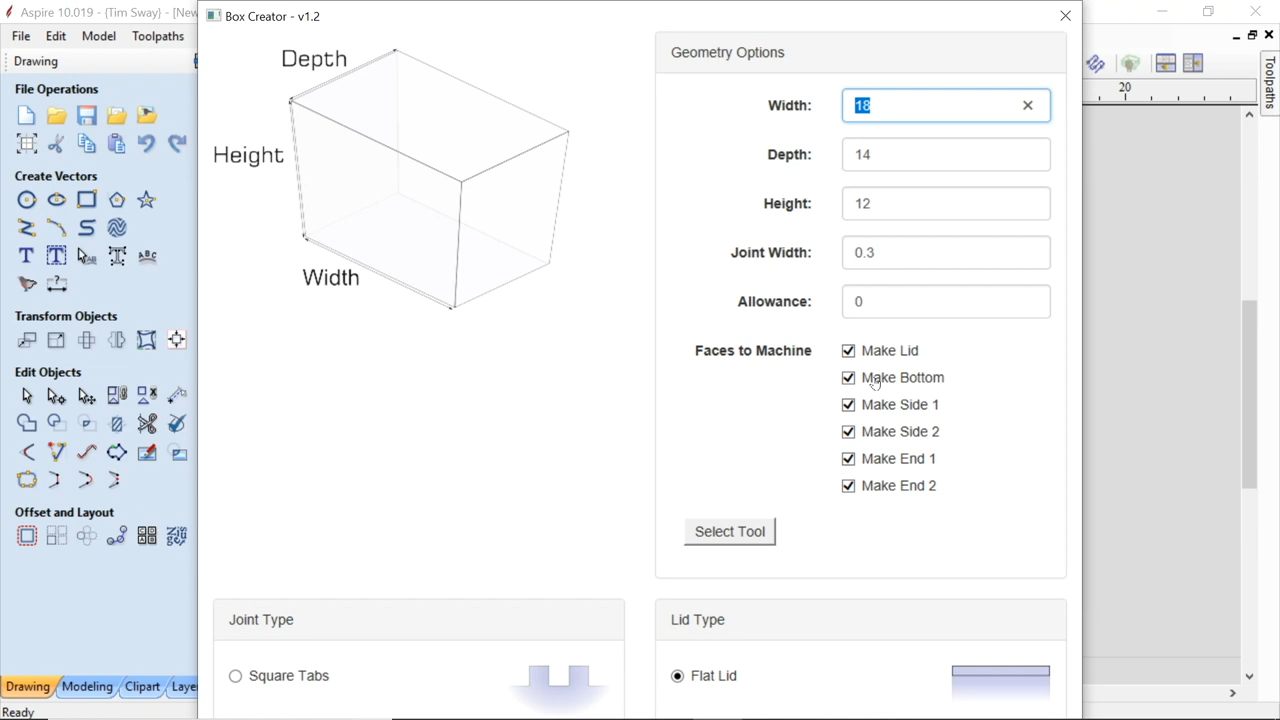 Aspire 10.019 - {Tim Sway} - [New
Box Creator - v1.2
File Edit Model Toolpaths
Drawing
File Operations
Create Vectors
Transform Objects
Edit Objects
Offset and Layout
Drawing Modeling Clipart Laye
Ready
Depth
Height
Width
Geometry Options
Width: 18
Depth: 14
Height: 12
Joint Width: 0.3
Allowance: 0
Faces to Machine
Make Lid
Make Bottom
Make Side 1
Make Side 2
Make End 1
Make End 2
Select Tool
Joint Type
Square Tabs
Lid Type
Flat Lid
20
Toolpaths